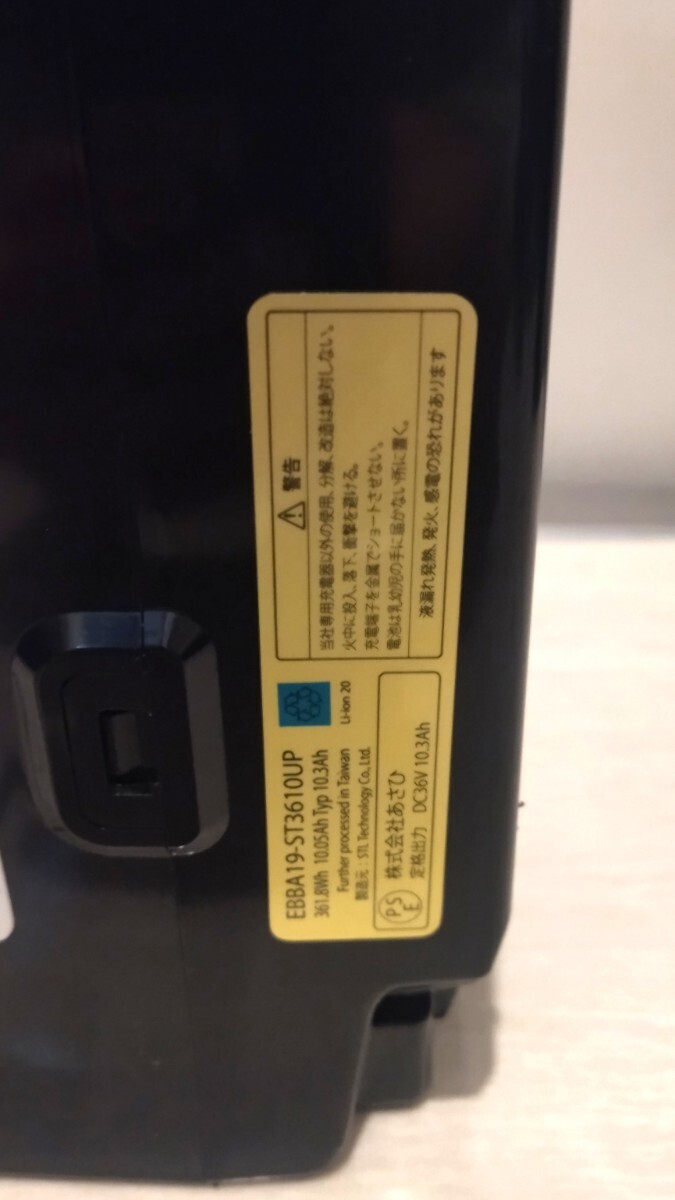 EBBA19-ST3610UP
361.8Wh 10.05Ah Typ 10.3Ah
Further processed in Taiwan
製造元：STL Technology Co., Ltd.
Li-ion 20
PSE
株式会社あさひ
定格出力 DC36V 10.3Ah
警告
当社専用充電器以外の使用、分解、改造は絶対しない。
火中に投入、落下、衝撃を避ける。
充電端子を金属でショートさせない。
電池は乳幼児の手に届かない所に置く。
液漏れ発熱、発火、感電の恐れがあります